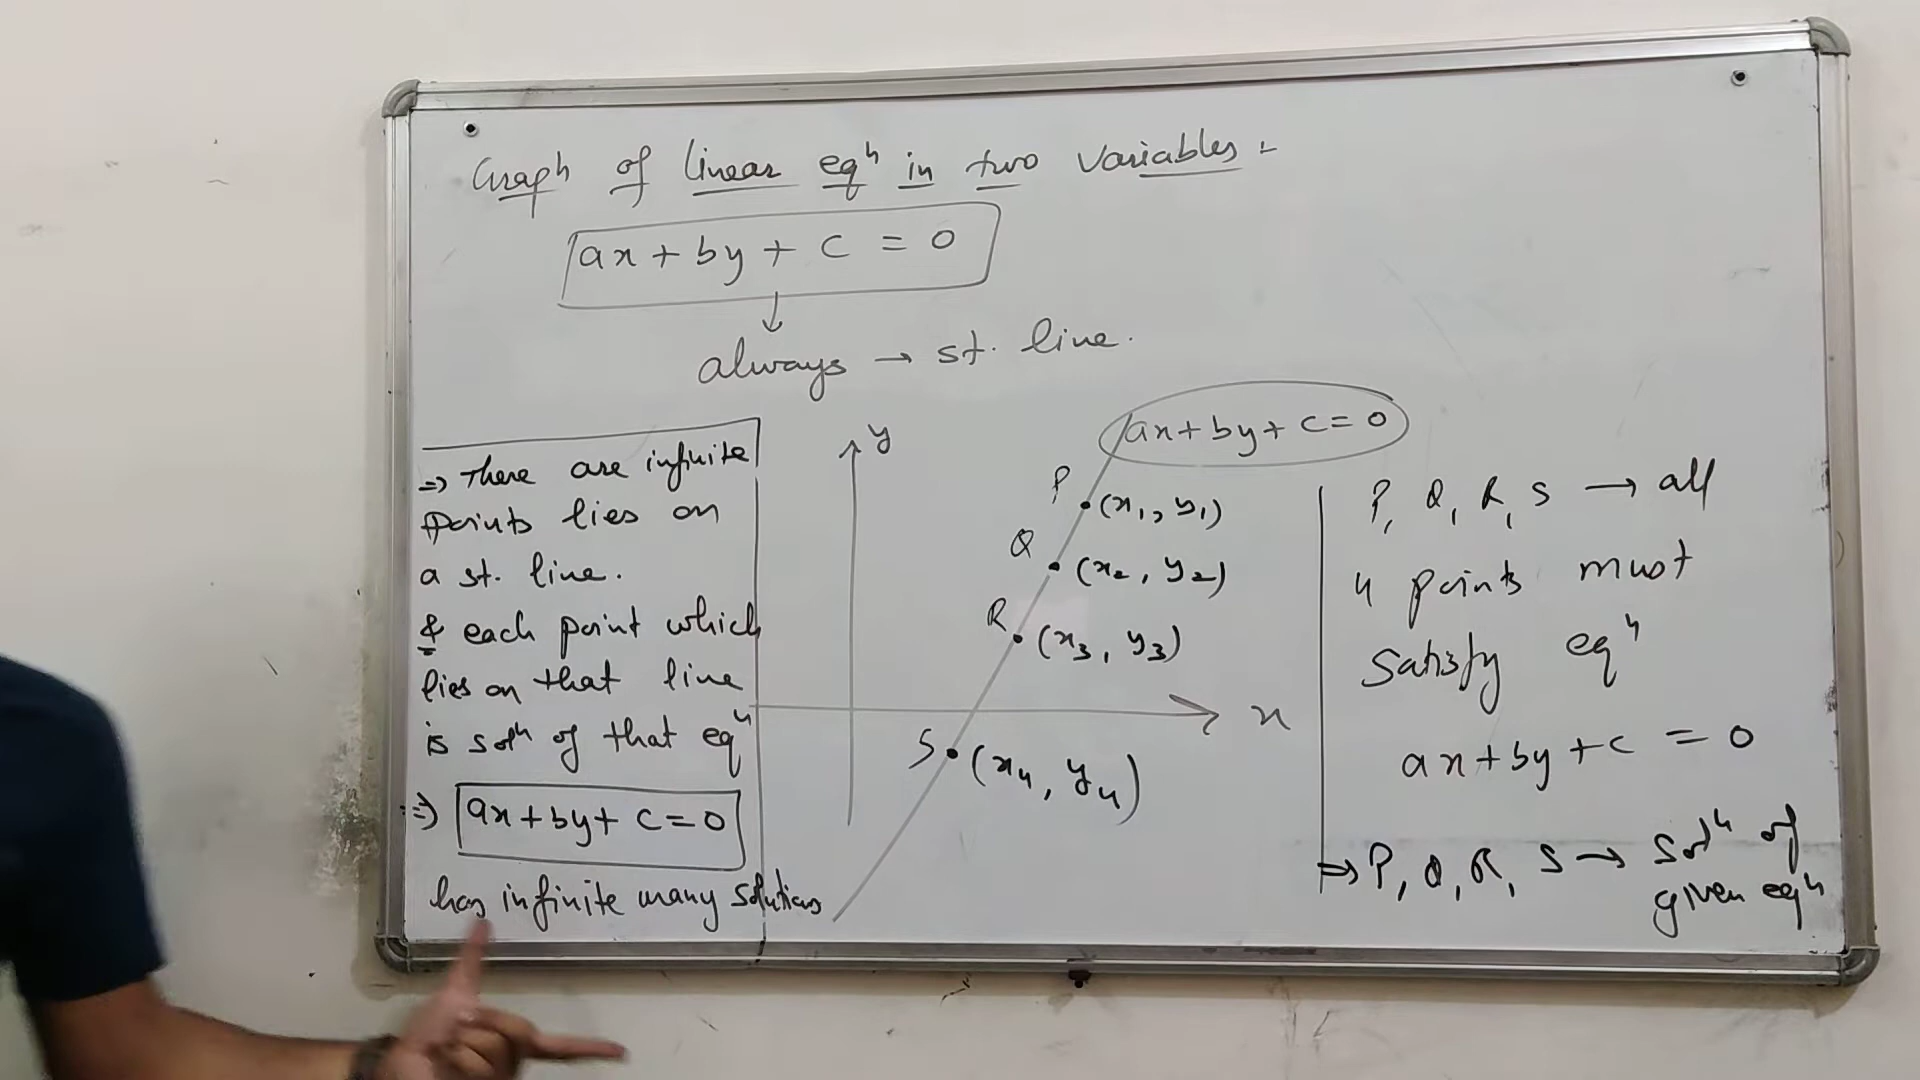 Graph of linear eqⁿ in two variables :-
ax + by + c = 0
always → st. line.
⇒ There are infinite
points lies on
a st. line.
& each point which
lies on that line
is solⁿ of that eqⁿ
⇒ ax + by + c = 0
has infinite many solutions
y
ax + by + c = 0
P (x₁, y₁)
Q (x₂, y₂)
R (x₃, y₃)
x
S (x₄, y₄)
P, Q, R, S → all
4 points must
satisfy eqⁿ
ax + by + c = 0
⇒ P, Q, R, S → solⁿ of
given eqⁿ